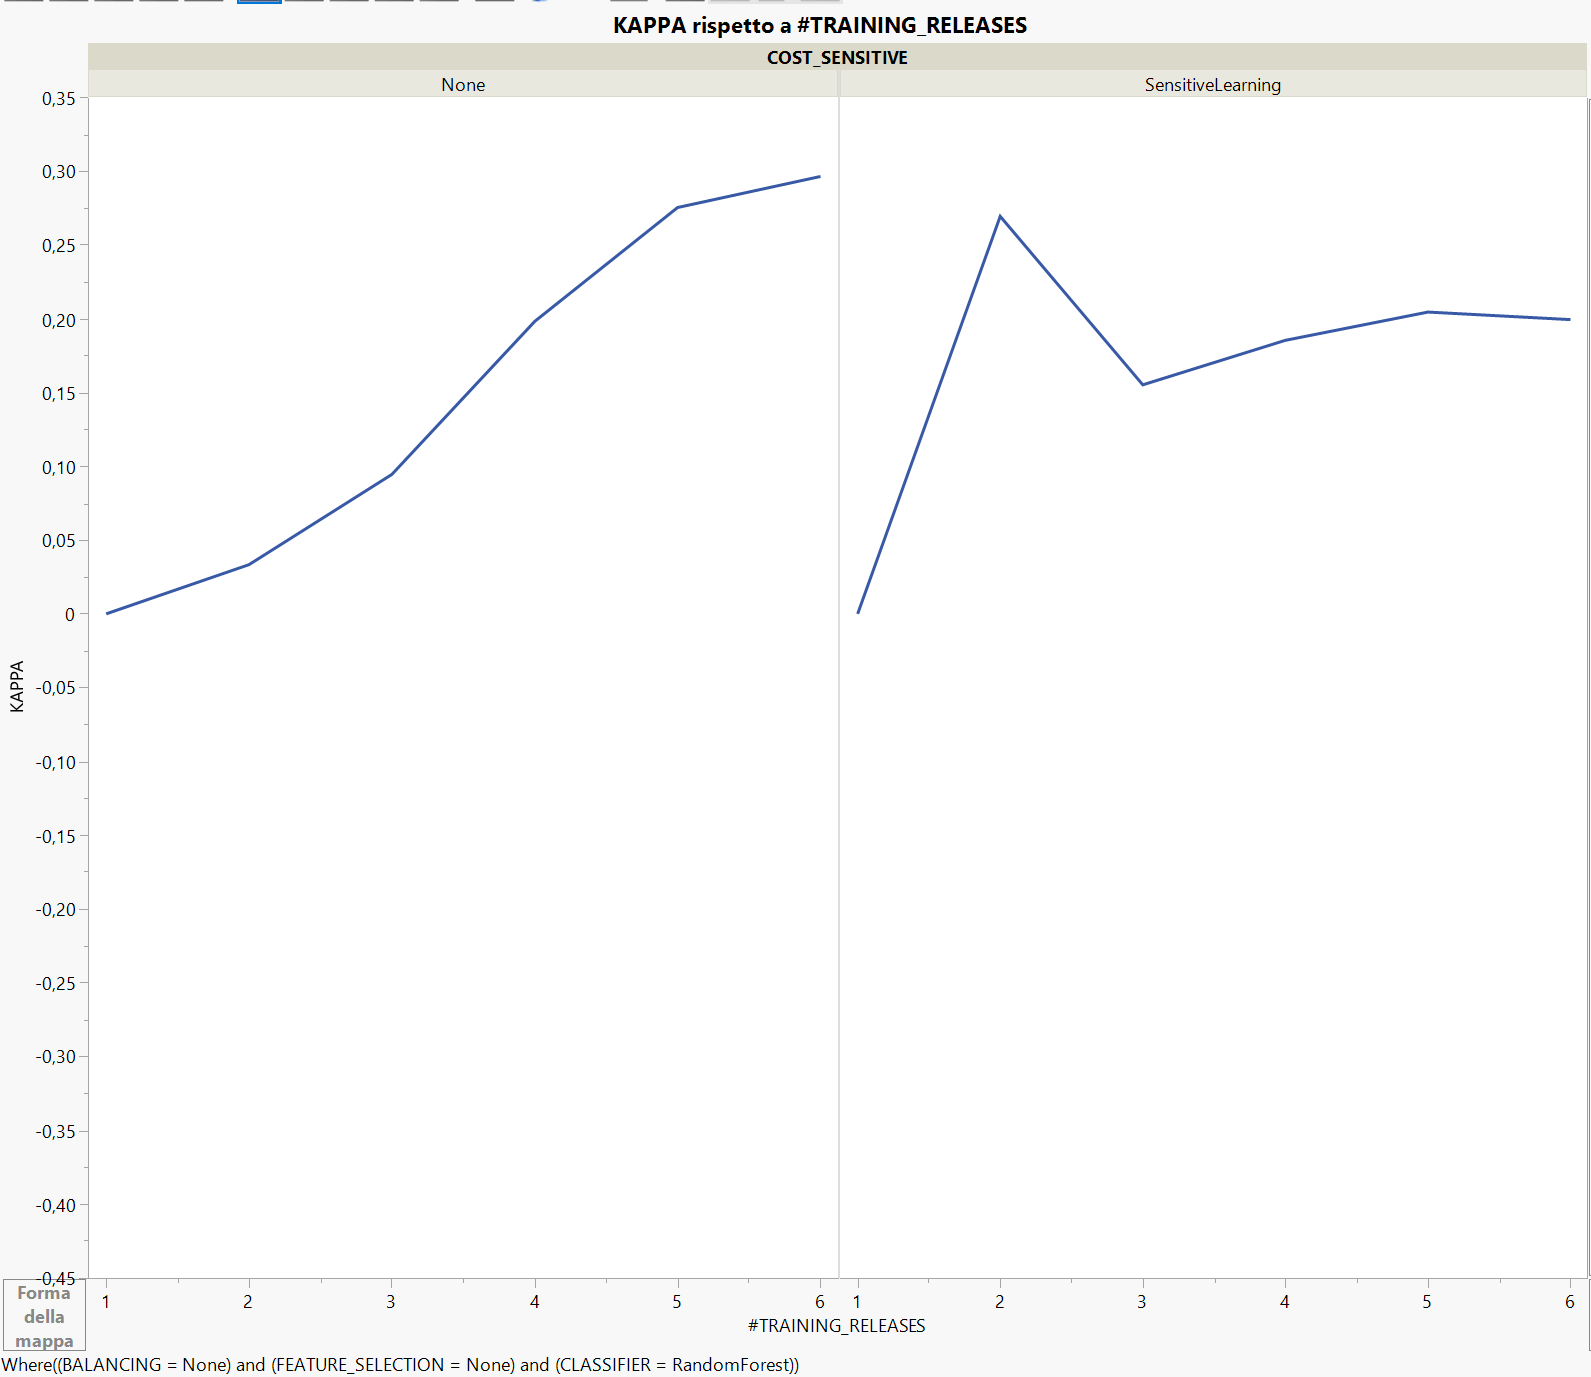 KAPPA rispetto a #TRAINING_RELEASES
COST_SENSITIVE
None SensitiveLearning
0,35
0,30
0,25
0,20
0,15
0,10
0,05
0
-0,05
-0,10
-0,15
-0,20
-0,25
-0,30
-0,35
-0,40
-0,45
KAPPA
Forma
della
mappa
1 2 3 4 5 6 1 2 3 4 5 6
#TRAINING_RELEASES
Where((BALANCING = None) and (FEATURE_SELECTION = None) and (CLASSIFIER = RandomForest))